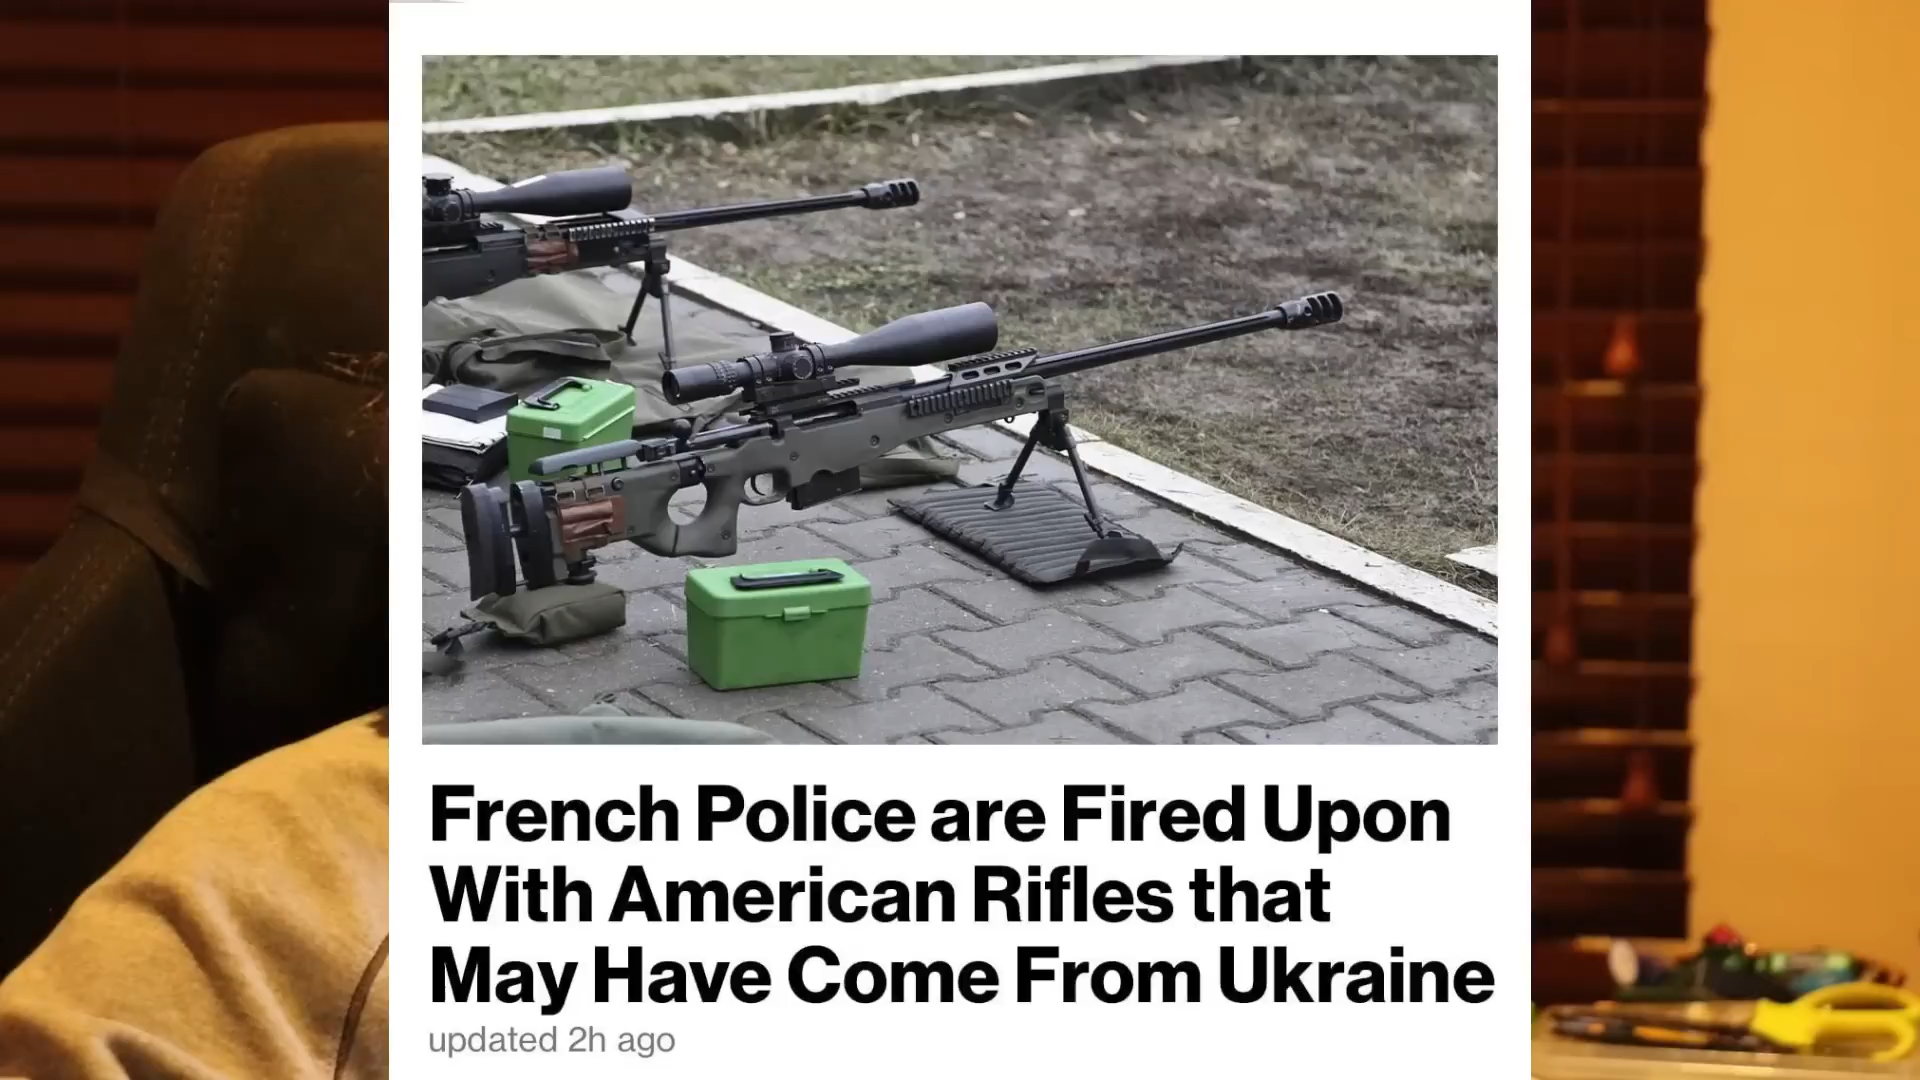 French Police are Fired Upon
With American Rifles that
May Have Come From Ukraine
updated 2h ago